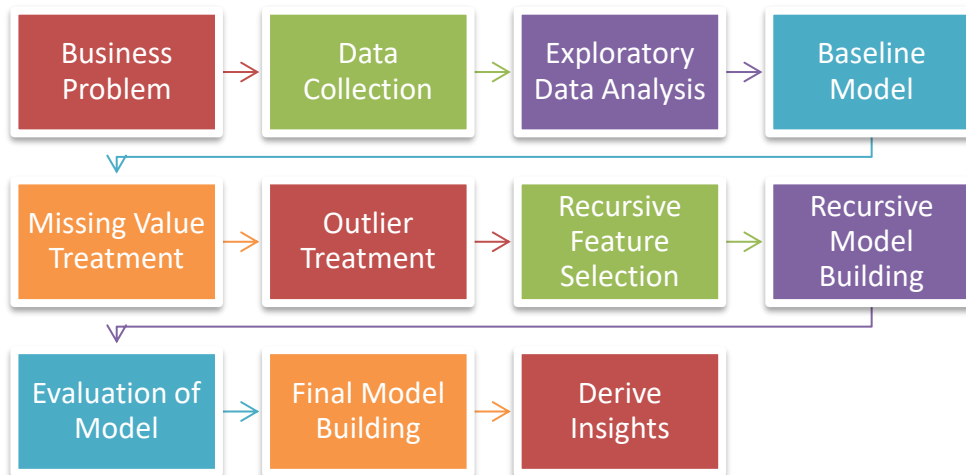 Business
Problem
Data
Collection
Exploratory
Data Analysis
Baseline
Model
Missing Value
Treatment
Outlier
Treatment
Recursive
Feature
Selection
Recursive
Model
Building
Evaluation of
Model
Final Model
Building
Derive
Insights